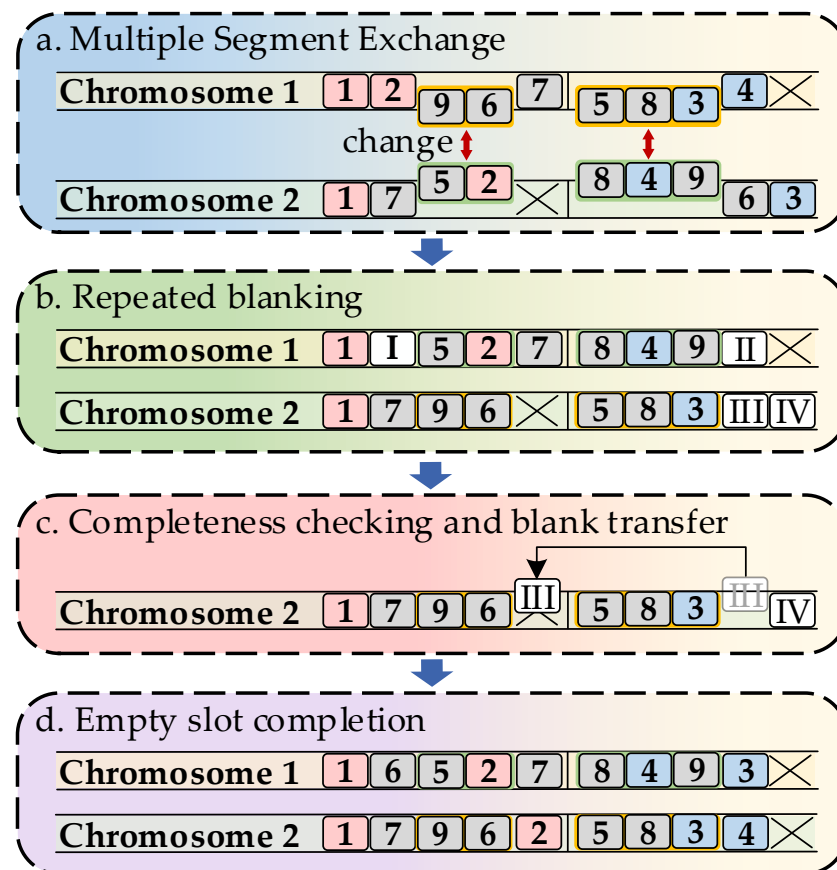 a. Multiple Segment Exchange
Chromosome 1 1 2 9 6 7 5 8 3 4
change
Chromosome 2 1 7 5 2 8 4 9 6 3
b. Repeated blanking
Chromosome 1 1 I 5 2 7 8 4 9 II
Chromosome 2 1 7 9 6 5 8 3 III IV
c. Completeness checking and blank transfer
III III
Chromosome 2 1 7 9 6 5 8 3 IV
d. Empty slot completion
Chromosome 1 1 6 5 2 7 8 4 9 3
Chromosome 2 1 7 9 6 2 5 8 3 4